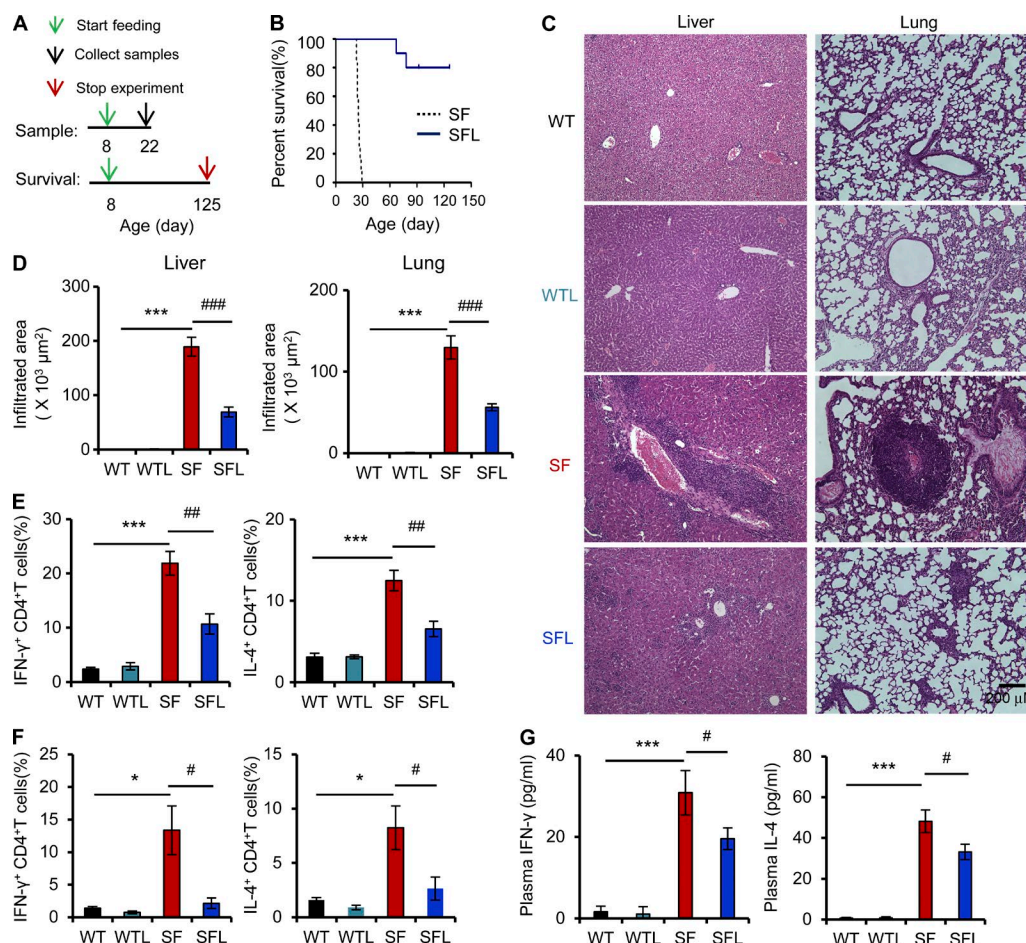 A
Start feeding
Collect samples
Stop experiment
Sample:
8 22
Survival:
8 125
Age (day)
B
Percent survival(%)
100
80
60
40
20
0
SF
SFL
0 30 60 90 120 150
Age (day)
C
Liver Lung
WT
WTL
SF
SFL
200 µ
D
Liver
Infiltrated area
( X 10³ µm²)
300
200
100
0
***
###
WT WTL SF SFL
Lung
Infiltrated area
( X 10³ µm²)
120
60
0
***
###
WT WTL SF SFL
E
IFN-γ⁺ CD4⁺T cells(%)
30
20
10
0
***
##
WT WTL SF SFL
IL-4⁺ CD4⁺T cells(%)
20
10
0
***
##
WT WTL SF SFL
F
IFN-γ⁺ CD4⁺T cells(%)
25
20
15
10
5
0
*
#
WT WTL SF SFL
IL-4⁺ CD4⁺T cells(%)
15
10
5
0
*
#
WT WTL SF SFL
G
Plasma IFN-γ (pg/ml)
40
20
0
***
#
WT WTL SF SFL
Plasma IL-4 (pg/ml)
80
60
40
20
0
***
#
WT WTL SF SFL